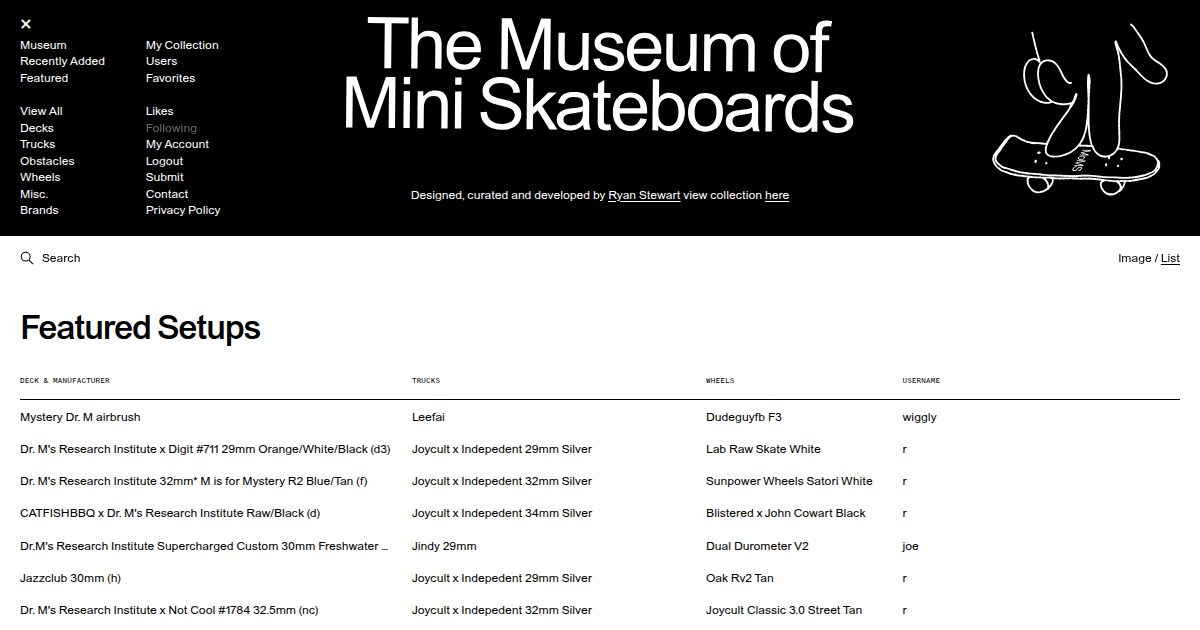 ×
Museum
Recently Added
Featured
View All
Decks
Trucks
Obstacles
Wheels
Misc.
Brands
My Collection
Users
Favorites
Likes
Following
My Account
Logout
Submit
Contact
Privacy Policy
The Museum of
Mini Skateboards
Designed, curated and developed by Ryan Stewart view collection here
MoMS
Search
Image / List
Featured Setups
DECK & MANUFACTURER TRUCKS WHEELS USERNAME
Mystery Dr. M airbrush Leefai Dudeguyfb F3 wiggly
Dr. M's Research Institute x Digit #711 29mm Orange/White/Black (d3) Joycult x Indepedent 29mm Silver Lab Raw Skate White r
Dr. M's Research Institute 32mm* M is for Mystery R2 Blue/Tan (f) Joycult x Indepedent 32mm Silver Sunpower Wheels Satori White r
CATFISHBBQ x Dr. M's Research Institute Raw/Black (d) Joycult x Indepedent 34mm Silver Blistered x John Cowart Black r
Dr.M's Research Institute Supercharged Custom 30mm Freshwater ... Jindy 29mm Dual Durometer V2 joe
Jazzclub 30mm (h) Joycult x Indepedent 29mm Silver Oak Rv2 Tan r
Dr. M's Research Institute x Not Cool #1784 32.5mm (nc) Joycult x Indepedent 32mm Silver Joycult Classic 3.0 Street Tan r